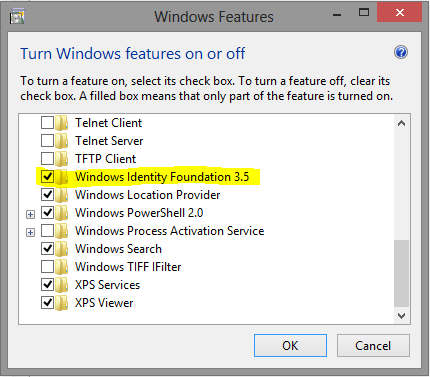 Windows Features
Turn Windows features on or off
To turn a feature on, select its check box. To turn a feature off, clear its
check box. A filled box means that only part of the feature is turned on.
Telnet Client
Telnet Server
TFTP Client
Windows Identity Foundation 3.5
Windows Location Provider
Windows PowerShell 2.0
Windows Process Activation Service
Windows Search
Windows TIFF IFilter
XPS Services
XPS Viewer
OK Cancel